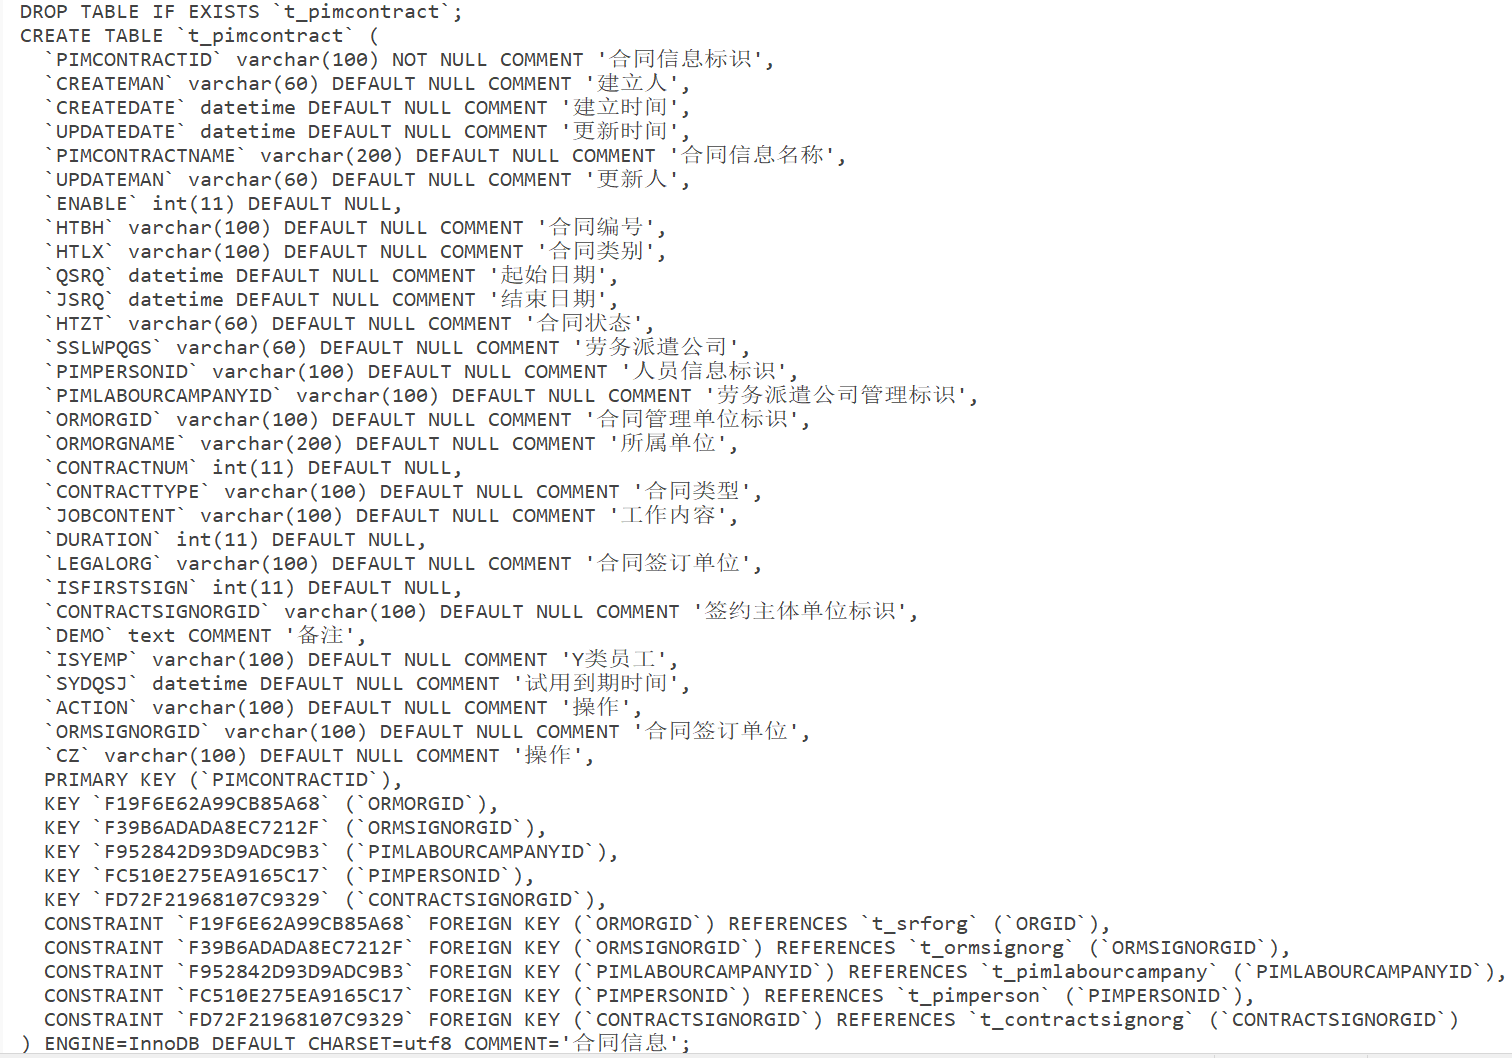 DROP TABLE IF EXISTS `t_pimcontract`;
CREATE TABLE `t_pimcontract` (
  `PIMCONTRACTID` varchar(100) NOT NULL COMMENT '合同信息标识',
  `CREATEMAN` varchar(60) DEFAULT NULL COMMENT '建立人',
  `CREATEDATE` datetime DEFAULT NULL COMMENT '建立时间',
  `UPDATEDATE` datetime DEFAULT NULL COMMENT '更新时间',
  `PIMCONTRACTNAME` varchar(200) DEFAULT NULL COMMENT '合同信息名称',
  `UPDATEMAN` varchar(60) DEFAULT NULL COMMENT '更新人',
  `ENABLE` int(11) DEFAULT NULL,
  `HTBH` varchar(100) DEFAULT NULL COMMENT '合同编号',
  `HTLX` varchar(100) DEFAULT NULL COMMENT '合同类别',
  `QSRQ` datetime DEFAULT NULL COMMENT '起始日期',
  `JSRQ` datetime DEFAULT NULL COMMENT '结束日期',
  `HTZT` varchar(60) DEFAULT NULL COMMENT '合同状态',
  `SSLWPQGS` varchar(60) DEFAULT NULL COMMENT '劳务派遣公司',
  `PIMPERSONID` varchar(100) DEFAULT NULL COMMENT '人员信息标识',
  `PIMLABOURCAMPANYID` varchar(100) DEFAULT NULL COMMENT '劳务派遣公司管理标识',
  `ORMORGID` varchar(100) DEFAULT NULL COMMENT '合同管理单位标识',
  `ORMORGNAME` varchar(200) DEFAULT NULL COMMENT '所属单位',
  `CONTRACTNUM` int(11) DEFAULT NULL,
  `CONTRACTTYPE` varchar(100) DEFAULT NULL COMMENT '合同类型',
  `JOBCONTENT` varchar(100) DEFAULT NULL COMMENT '工作内容',
  `DURATION` int(11) DEFAULT NULL,
  `LEGALORG` varchar(100) DEFAULT NULL COMMENT '合同签订单位',
  `ISFIRSTSIGN` int(11) DEFAULT NULL,
  `CONTRACTSIGNORGID` varchar(100) DEFAULT NULL COMMENT '签约主体单位标识',
  `DEMO` text COMMENT '备注',
  `ISYEMP` varchar(100) DEFAULT NULL COMMENT 'Y类员工',
  `SYDQSJ` datetime DEFAULT NULL COMMENT '试用到期时间',
  `ACTION` varchar(100) DEFAULT NULL COMMENT '操作',
  `ORMSIGNORGID` varchar(100) DEFAULT NULL COMMENT '合同签订单位',
  `CZ` varchar(100) DEFAULT NULL COMMENT '操作',
  PRIMARY KEY (`PIMCONTRACTID`),
  KEY `F19F6E62A99CB85A68` (`ORMORGID`),
  KEY `F39B6ADADA8EC7212F` (`ORMSIGNORGID`),
  KEY `F952842D93D9ADC9B3` (`PIMLABOURCAMPANYID`),
  KEY `FC510E275EA9165C17` (`PIMPERSONID`),
  KEY `FD72F21968107C9329` (`CONTRACTSIGNORGID`),
  CONSTRAINT `F19F6E62A99CB85A68` FOREIGN KEY (`ORMORGID`) REFERENCES `t_srforg` (`ORGID`),
  CONSTRAINT `F39B6ADADA8EC7212F` FOREIGN KEY (`ORMSIGNORGID`) REFERENCES `t_ormsignorg` (`ORMSIGNORGID`),
  CONSTRAINT `F952842D93D9ADC9B3` FOREIGN KEY (`PIMLABOURCAMPANYID`) REFERENCES `t_pimlabourcampany` (`PIMLABOURCAMPANYID`),
  CONSTRAINT `FC510E275EA9165C17` FOREIGN KEY (`PIMPERSONID`) REFERENCES `t_pimperson` (`PIMPERSONID`),
  CONSTRAINT `FD72F21968107C9329` FOREIGN KEY (`CONTRACTSIGNORGID`) REFERENCES `t_contractsignorg` (`CONTRACTSIGNORGID`)
) ENGINE=InnoDB DEFAULT CHARSET=utf8 COMMENT='合同信息';